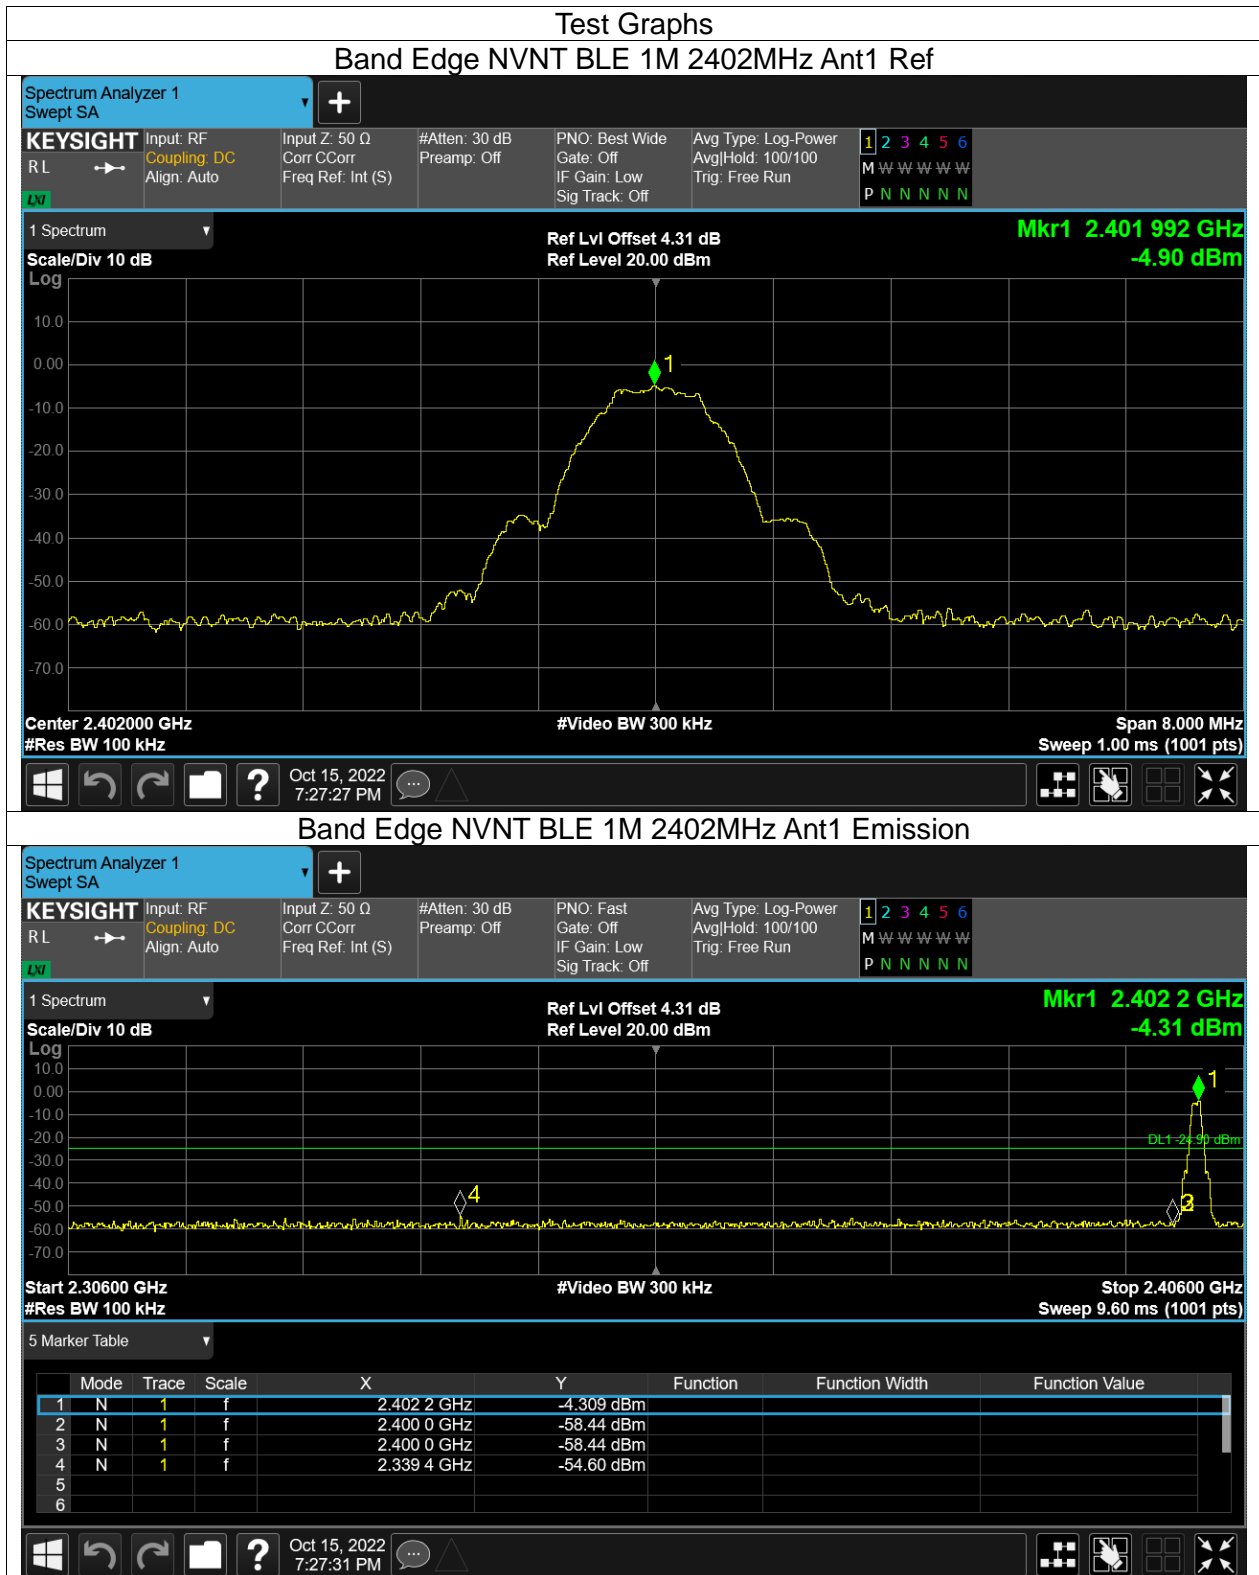 Test Graphs
Band Edge NVNT BLE 1M 2402MHz Ant1 Ref
Spectrum Analyzer 1
Swept SA
KEYSIGHT Input: RF Input Z: 50 Ω #Atten: 30 dB PNO: Best Wide Avg Type: Log-Power 1 2 3 4 5 6
R L Coupling: DC Corr CCorr Preamp: Off Gate: Off Avg|Hold: 100/100 M W W W W W
Align: Auto Freq Ref: Int (S) IF Gain: Low Trig: Free Run
LXI Sig Track: Off P N N N N N
1 Spectrum Ref Lvl Offset 4.31 dB Mkr1 2.401 992 GHz
Scale/Div 10 dB Ref Level 20.00 dBm -4.90 dBm
Log
10.0
0.00
1
-10.0
-20.0
-30.0
-40.0
-50.0
-60.0
-70.0
Center 2.402000 GHz #Video BW 300 kHz Span 8.000 MHz
#Res BW 100 kHz Sweep 1.00 ms (1001 pts)
? Oct 15, 2022
7:27:27 PM
Band Edge NVNT BLE 1M 2402MHz Ant1 Emission
Spectrum Analyzer 1
Swept SA
KEYSIGHT Input: RF Input Z: 50 Ω #Atten: 30 dB PNO: Fast Avg Type: Log-Power 1 2 3 4 5 6
R L Coupling: DC Corr CCorr Preamp: Off Gate: Off Avg|Hold: 100/100 M W W W W W
Align: Auto Freq Ref: Int (S) IF Gain: Low Trig: Free Run
LXI Sig Track: Off P N N N N N
1 Spectrum Ref Lvl Offset 4.31 dB Mkr1 2.402 2 GHz
Scale/Div 10 dB Ref Level 20.00 dBm -4.31 dBm
Log
10.0
1
0.00
-10.0
-20.0
DL1 -24.90 dBm
-30.0
-40.0
4
-50.0
-60.0
-70.0
Start 2.30600 GHz #Video BW 300 kHz Stop 2.40600 GHz
#Res BW 100 kHz Sweep 9.60 ms (1001 pts)
5 Marker Table
Mode Trace Scale X Y Function Function Width Function Value
1 N 1 f 2.402 2 GHz -4.309 dBm
2 N 1 f 2.400 0 GHz -58.44 dBm
3 N 1 f 2.400 0 GHz -58.44 dBm
4 N 1 f 2.339 4 GHz -54.60 dBm
5
6
? Oct 15, 2022
7:27:31 PM